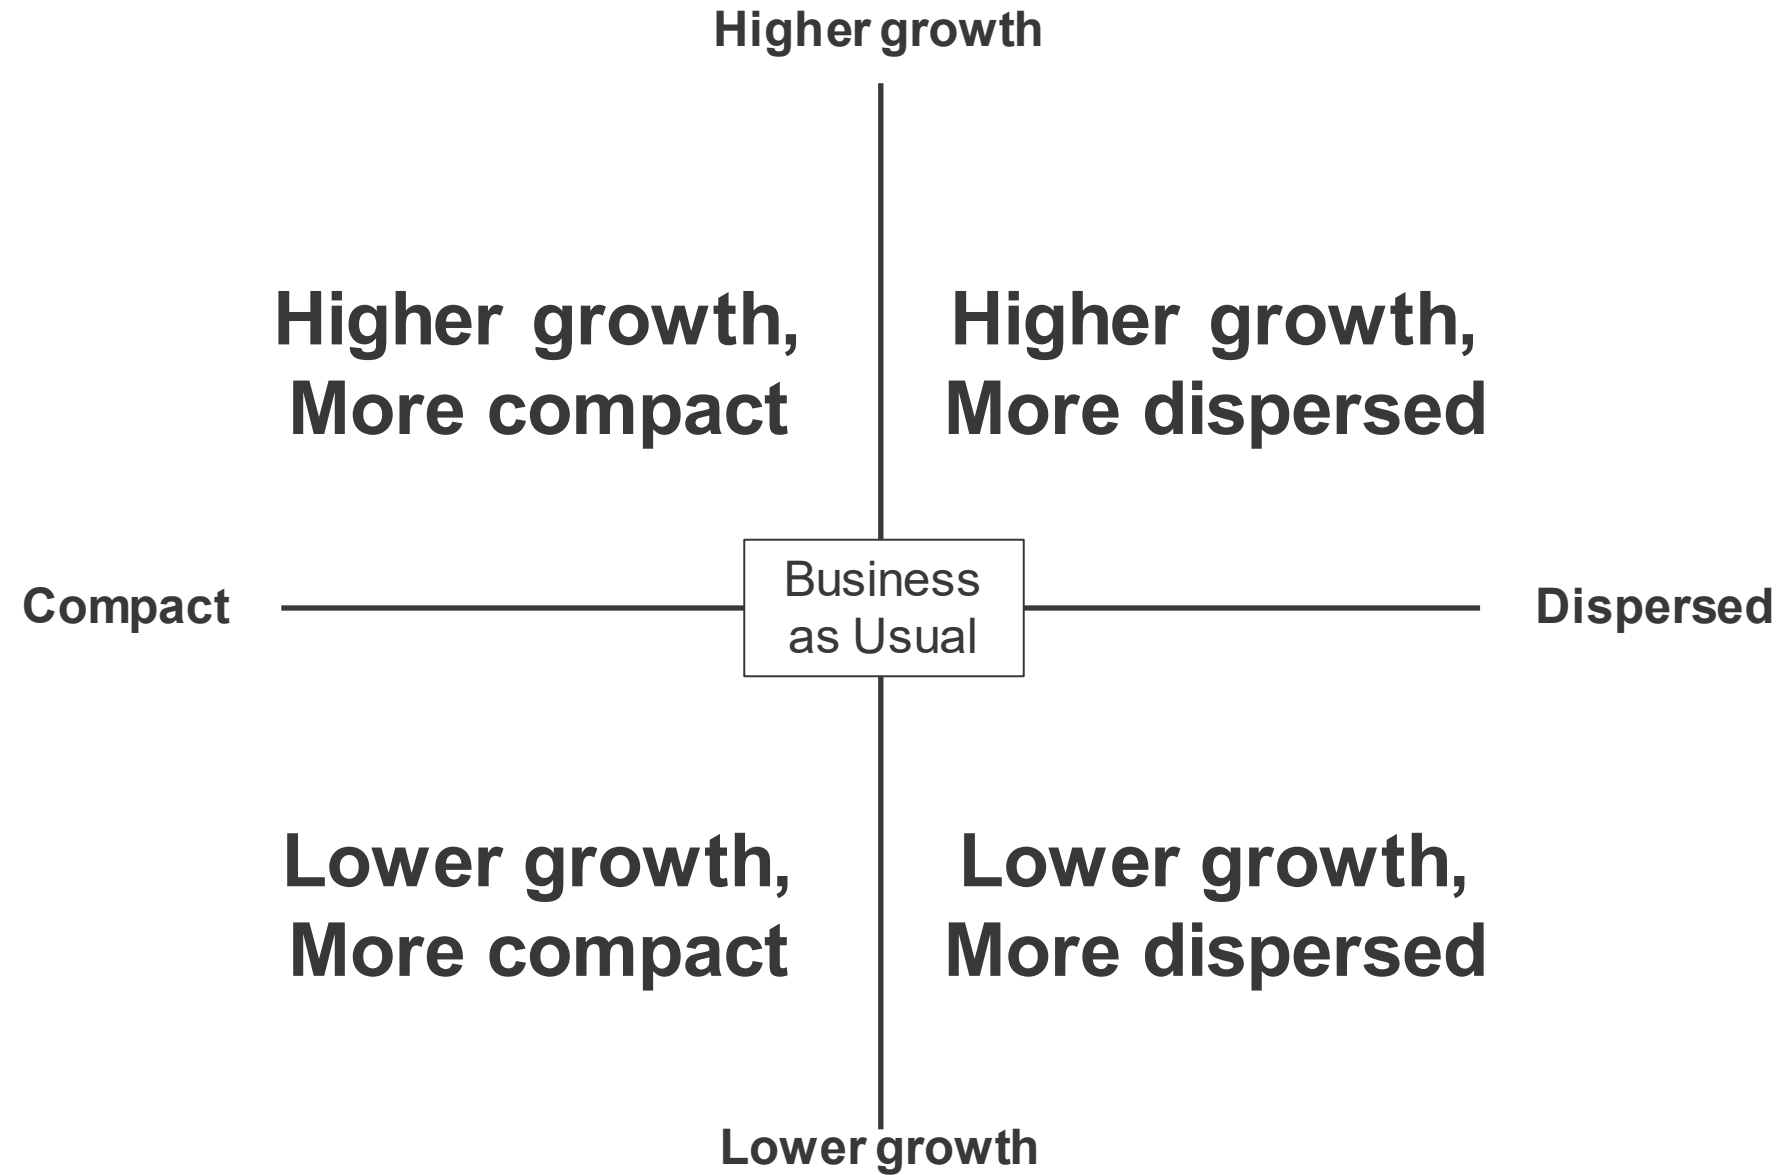 Higher growth
Higher growth,
More compact
Higher growth,
More dispersed
Compact
Business
as Usual
Dispersed
Lower growth,
More compact
Lower growth,
More dispersed
Lower growth